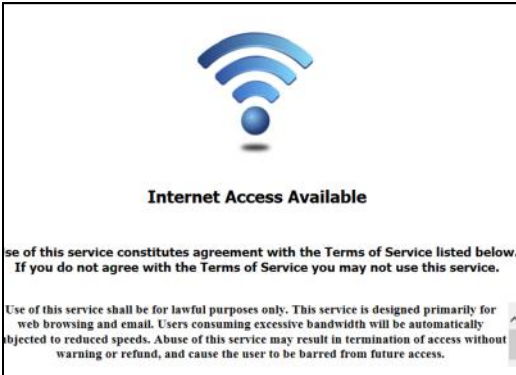 Internet Access Available
se of this service constitutes agreement with the Terms of Service listed below.
If you do not agree with the Terms of Service you may not use this service.
Use of this service shall be for lawful purposes only. This service is designed primarily for
web browsing and email. Users consuming excessive bandwidth will be automatically
bjected to reduced speeds. Abuse of this service may result in termination of access without
warning or refund, and cause the user to be barred from future access.